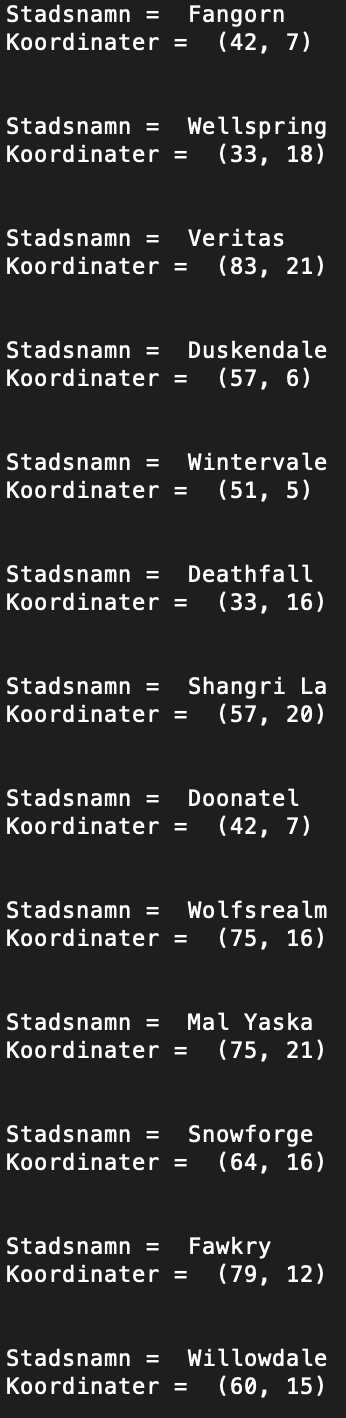 Stadsnamn =  Fangorn
Koordinater =  (42, 7)
Stadsnamn =  Wellspring
Koordinater =  (33, 18)
Stadsnamn =  Veritas
Koordinater =  (83, 21)
Stadsnamn =  Duskendale
Koordinater =  (57, 6)
Stadsnamn =  Wintervale
Koordinater =  (51, 5)
Stadsnamn =  Deathfall
Koordinater =  (33, 16)
Stadsnamn =  Shangri La
Koordinater =  (57, 20)
Stadsnamn =  Doonatel
Koordinater =  (42, 7)
Stadsnamn =  Wolfsrealm
Koordinater =  (75, 16)
Stadsnamn =  Mal Yaska
Koordinater =  (75, 21)
Stadsnamn =  Snowforge
Koordinater =  (64, 16)
Stadsnamn =  Fawkry
Koordinater =  (79, 12)
Stadsnamn =  Willowdale
Koordinater =  (60, 15)